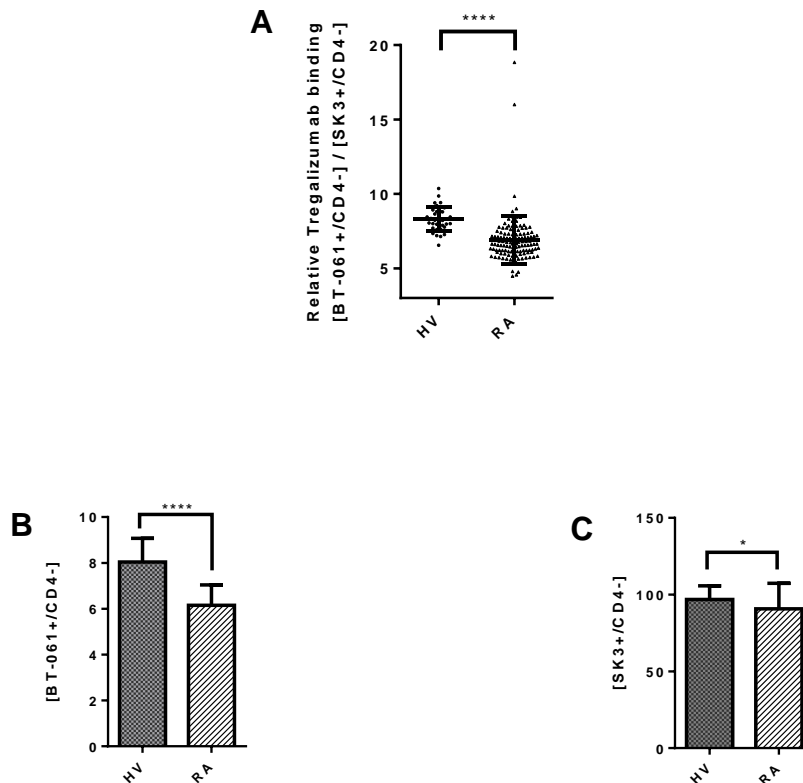 A
****
Relative Tregalizumab binding
[BT-061+/CD4-] / [SK3+/CD4-]
20
15
10
5
HV
RA
B
****
[BT-061+/CD4-]
10
8
6
4
2
0
HV
RA
C
*
[SK3+/CD4-]
150
100
50
0
HV
RA